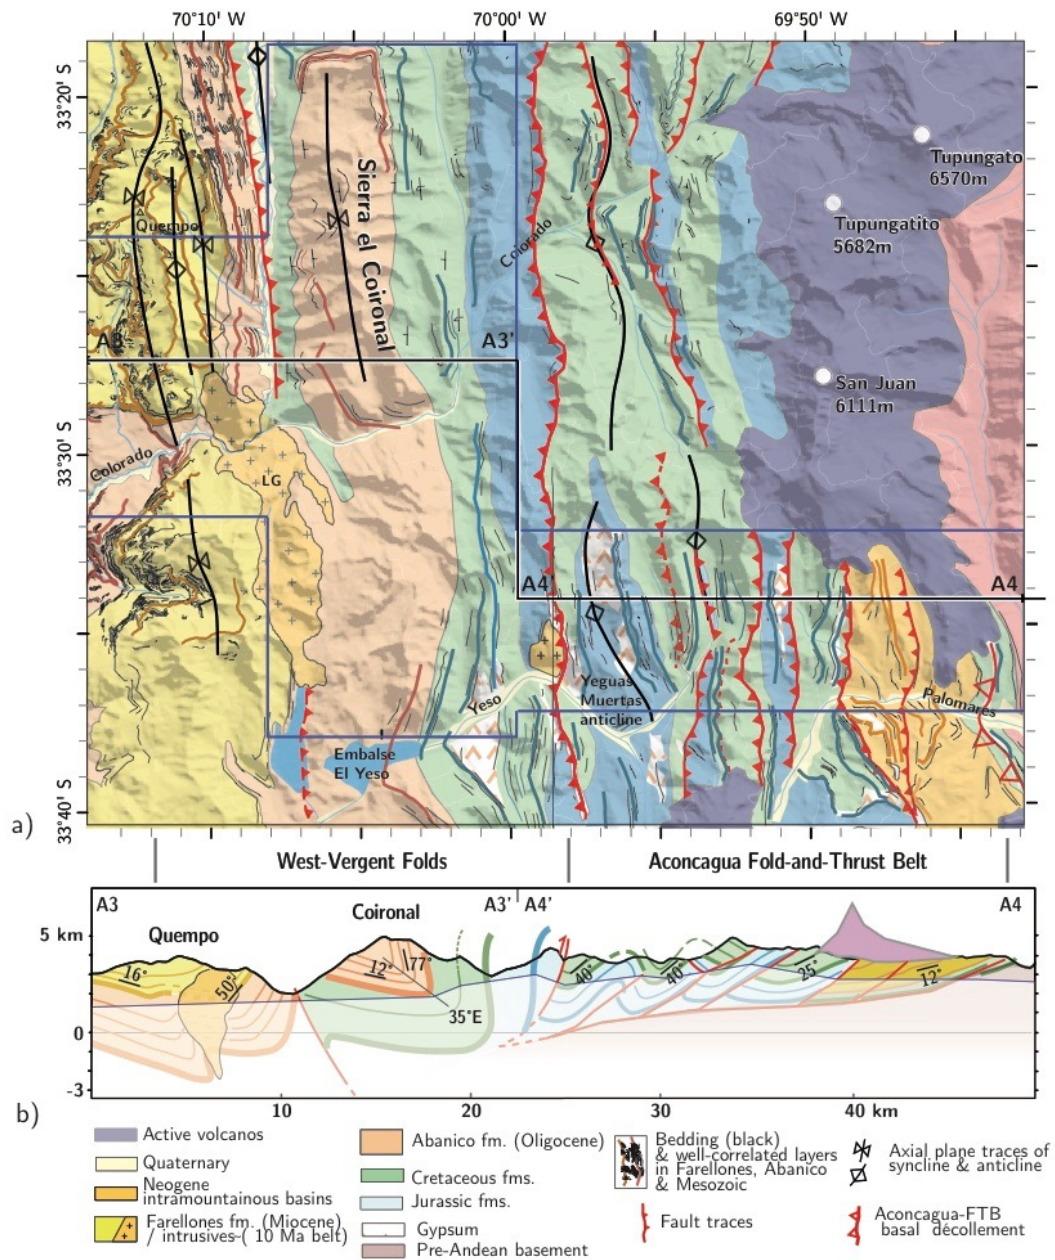 70°10' W
70°00' W
69°50' W
33°20' S
33°30' S
33°40' S
Quempo
Sierra el Coironal
Colorado
Tupungato
6570m
Tupungatito
5682m
San Juan
6111m
A3
A3'
Colorado
LG
A4'
A4
Yeso
Yeguas
Muertas
anticline
Palomares
Embalse
El Yeso
a)
West-Vergent Folds
Aconcagua Fold-and-Thrust Belt
A3
A3'
A4'
A4
Quempo
Coironal
5 km
0
-3
16°
50°
12°
77°
35°E
40°
40°
25°
12°
b)
10
20
30
40 km
Active volcanos
Quaternary
Neogene
intramountainous basins
Farellones fm. (Miocene)
/ intrusives-( 10 Ma belt)
Abanico fm. (Oligocene)
Cretaceous fms.
Jurassic fms.
Gypsum
Pre-Andean basement
Bedding (black)
& well-correlated layers
in Farellones, Abanico
& Mesozoic
Fault traces
Axial plane traces of
syncline & anticline
Aconcagua-FTB
basal décollement